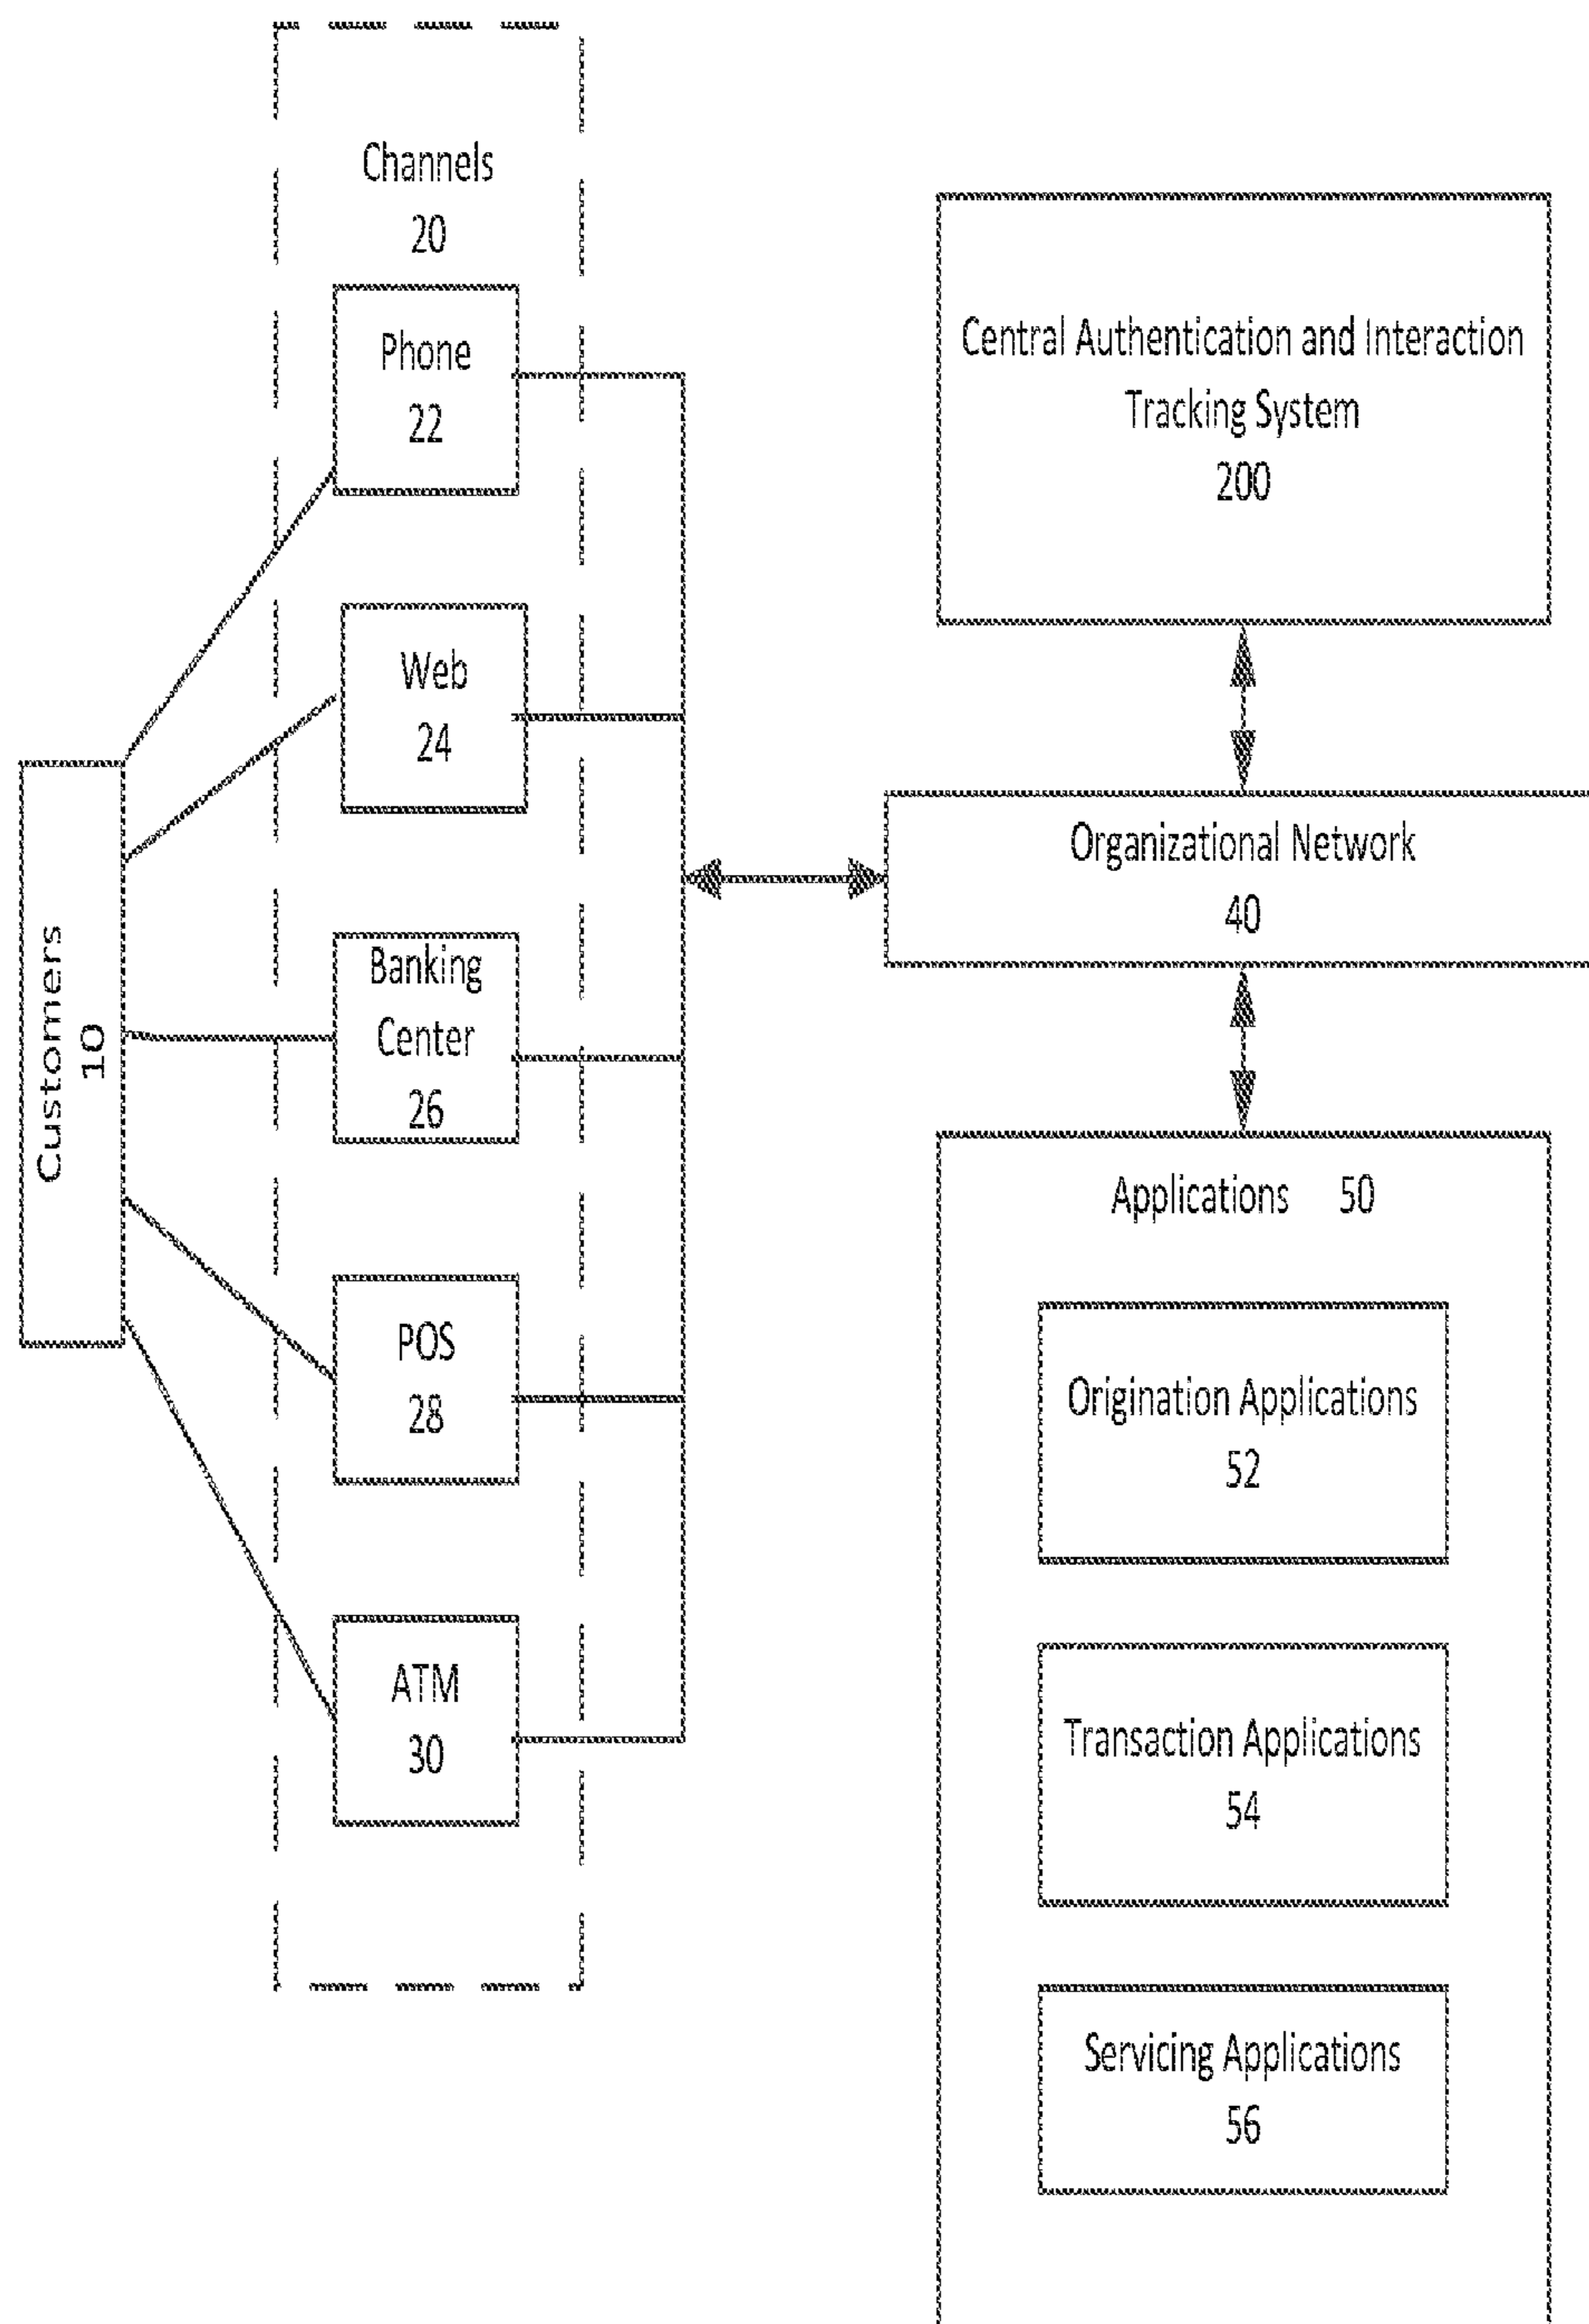 Channels
20
Phone
22
Web
24
Banking
Center
26
POS
28
ATM
30
Customers
10
Central Authentication and Interaction
Tracking System
200
Organizational Network
40
Applications 50
Origination Applications
52
Transaction Applications
54
Servicing Applications
56